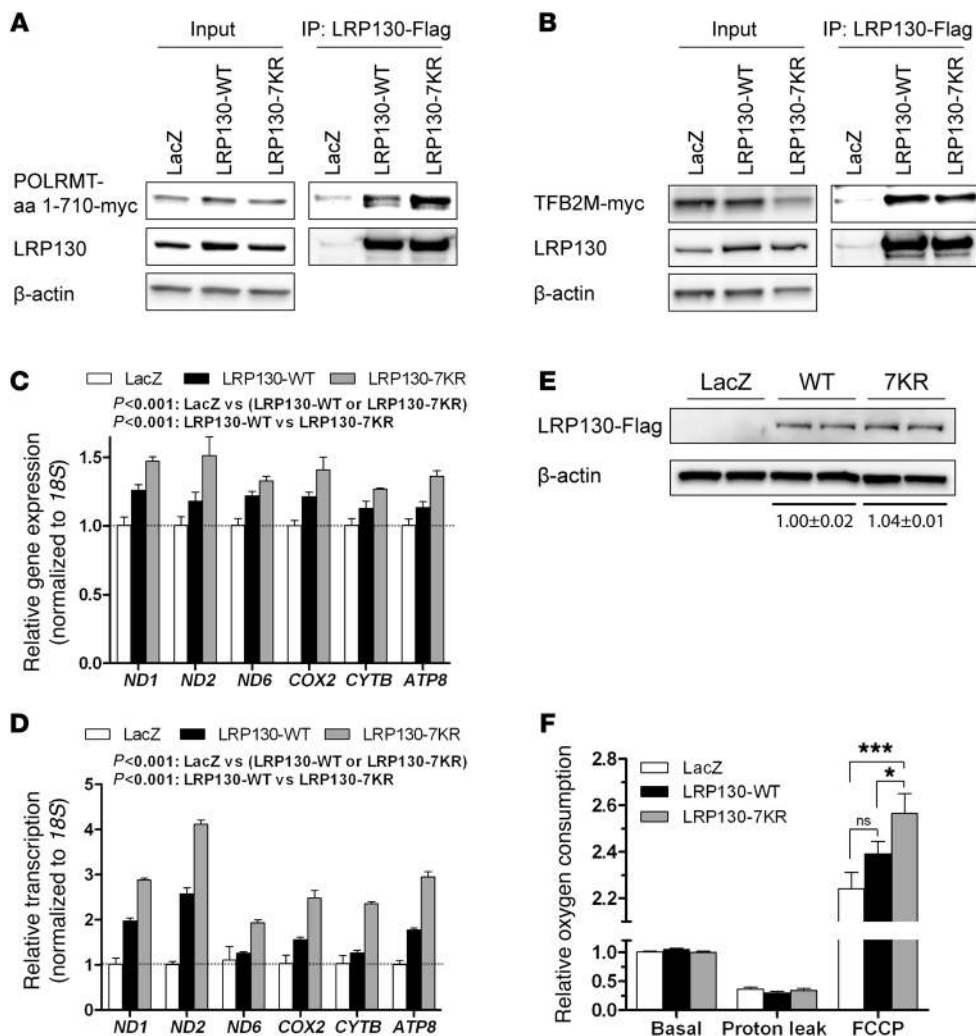 A
Input
IP: LRP130-Flag
LacZ
LRP130-WT
LRP130-7KR
LacZ
LRP130-WT
LRP130-7KR
POLRMT-
aa 1-710-myc
LRP130
β-actin
B
Input
IP: LRP130-Flag
LacZ
LRP130-WT
LRP130-7KR
LacZ
LRP130-WT
LRP130-7KR
TFB2M-myc
LRP130
β-actin
C
LacZ LRP130-WT LRP130-7KR
P<0.001: LacZ vs (LRP130-WT or LRP130-7KR)
P<0.001: LRP130-WT vs LRP130-7KR
Relative gene expression
(normalized to 18S)
1.5
1.0
0.0
ND1 ND2 ND6 COX2 CYTB ATP8
D
LacZ LRP130-WT LRP130-7KR
P<0.001: LacZ vs (LRP130-WT or LRP130-7KR)
P<0.001: LRP130-WT vs LRP130-7KR
Relative transcription
(normalized to 18S)
5
4
3
2
1
0
ND1 ND2 ND6 COX2 CYTB ATP8
E
LacZ WT 7KR
LRP130-Flag
β-actin
1.00±0.02 1.04±0.01
F
LacZ
LRP130-WT
LRP130-7KR
***
*
ns
Relative oxygen consumption
2.8
2.6
2.4
2.2
1.0
0.5
0.0
Basal Proton leak FCCP